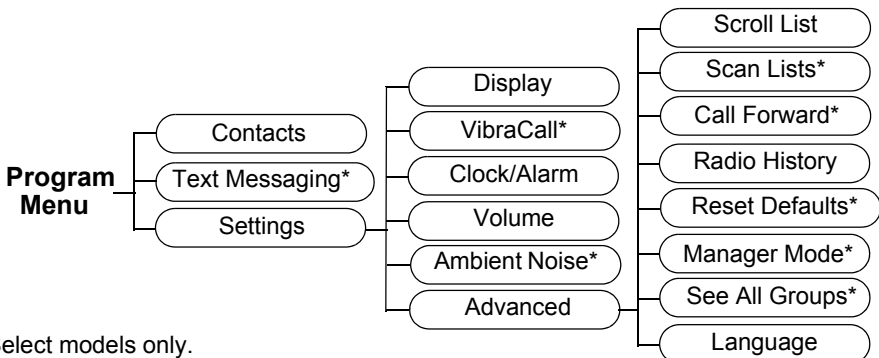 Program
Menu
Contacts
Text Messaging*
Settings
Display
VibraCall*
Clock/Alarm
Volume
Ambient Noise*
Advanced
Scroll List
Scan Lists*
Call Forward*
Radio History
Reset Defaults*
Manager Mode*
See All Groups*
Language
elect models only.